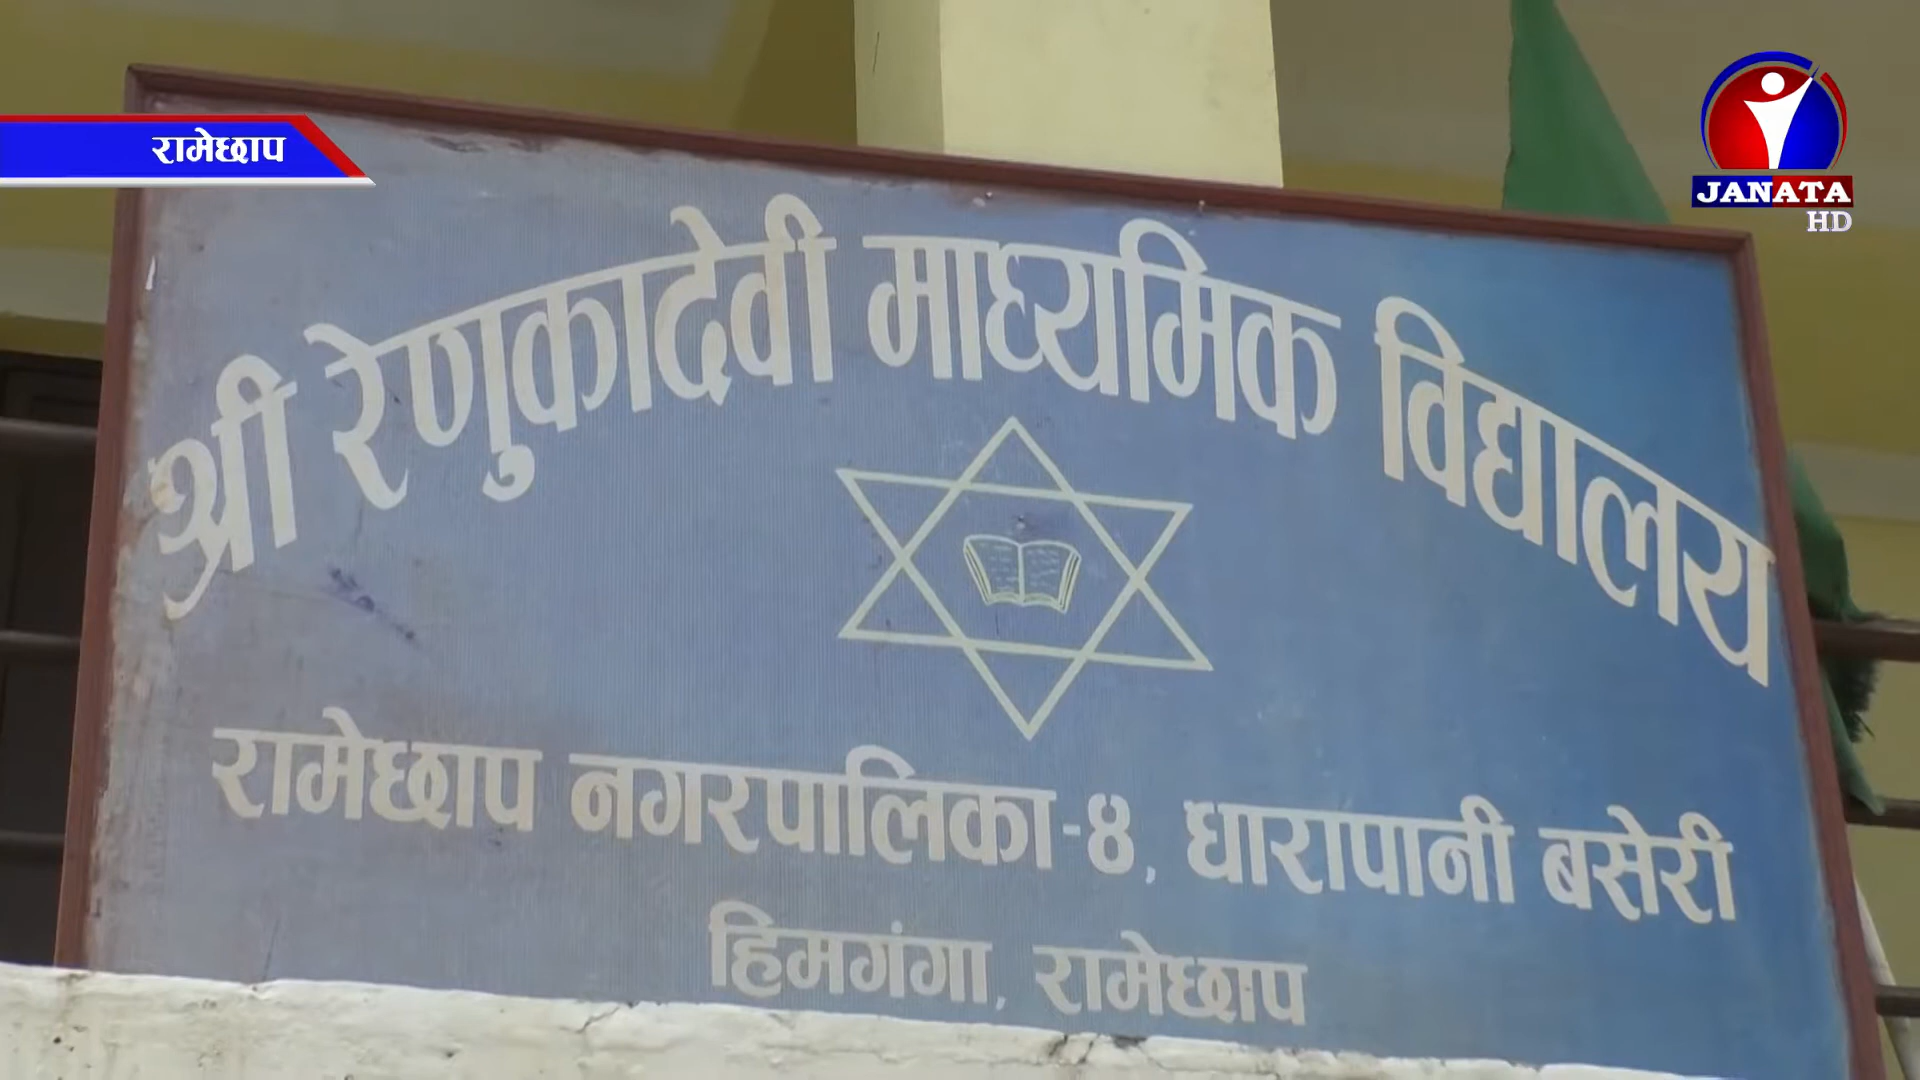 रामेछाप
JANATA
HD
श्री रेणुकादेवी माध्यमिक विद्यालय
रामेछाप नगरपालिका-४, धारापानी बसेरी
हिमगंगा, रामेछाप